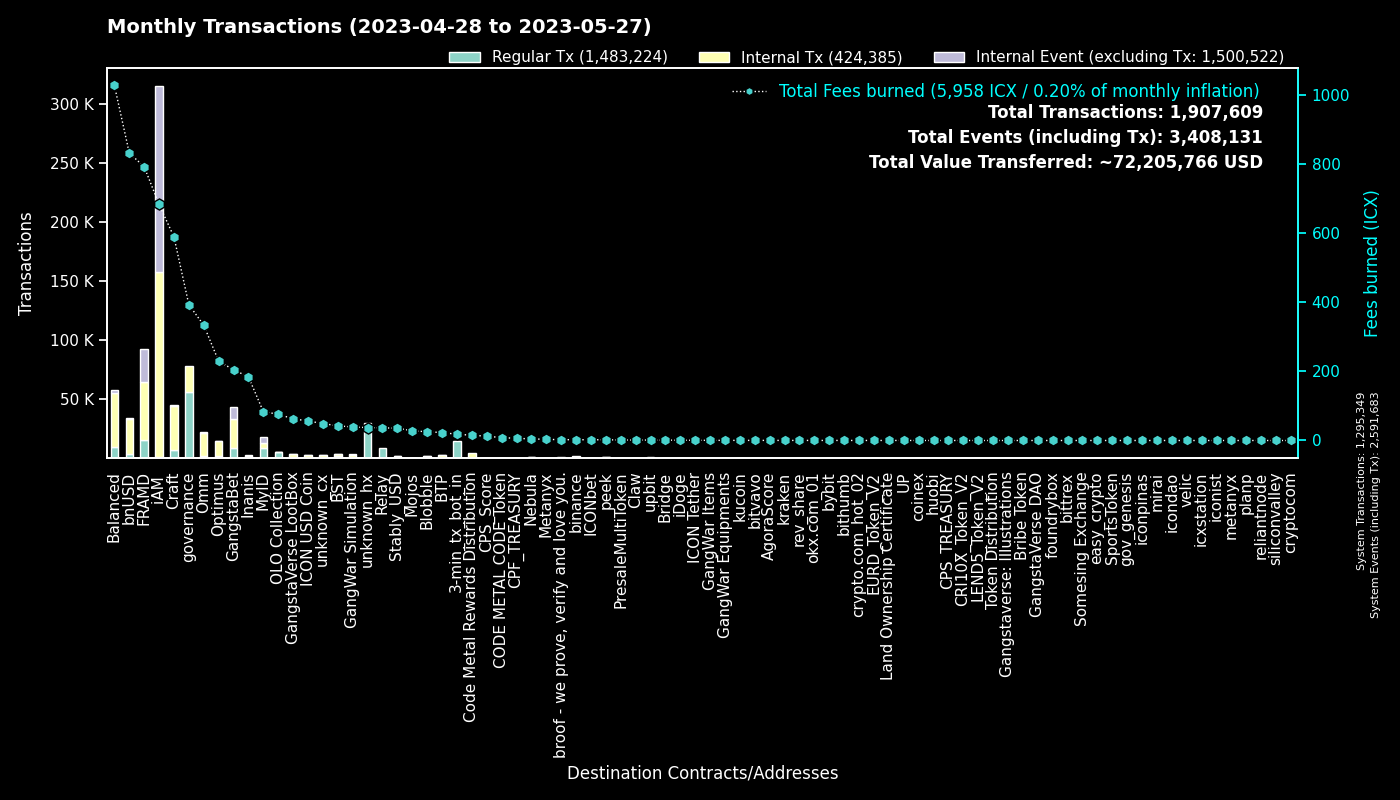 Monthly Transactions (2023-04-28 to 2023-05-27)
Regular Tx (1,483,224)
Internal Tx (424,385)
Internal Event (excluding Tx: 1,500,522)
Total Fees burned (5,958 ICX / 0.20% of monthly inflation)
Total Transactions: 1,907,609
Total Events (including Tx): 3,408,131
Total Value Transferred: ~72,205,766 USD
Transactions
300 K
250 K
200 K
150 K
100 K
50 K
1000
800
600
400
200
0
Fees burned (ICX)
System Transactions: 1,295,349
System Events (including Tx): 2,591,683
Balanced
bnUSD
FRAMD
iAM
Craft
governance
Omm
Optimus
GangstaBet
Inanis
MyID
OLO Collection
GangstaVerse LootBox
ICON USD Coin
unknown_cx
BST
GangWar Simulation
unknown_hx
Relay
Stably_USD
Mojos
Blobble
BTP
3-min_tx_bot_in
Code Metal Rewards Distribution
CPS_Score
CODE METAL CODE Token
CPF_TREASURY
Nebula
Metanyx
broof - we prove, verify and love you.
binance
ICONbet
peek
PresaleMultiToken
Claw
upbit
Bridge
iDoge
ICON_Tether
GangWar Items
GangWar Equipments
kucoin
bitvavo
AgoraScore
kraken
rev_share
okx.com_01
bybit
bithumb
crypto.com_hot_02
EURD_Token_V2
Land Ownership Certificate
UP
coinex
huobi
CPS_TREASURY
CRI10X_Token_V2
LENDS_Token_V2
Token Distribution
Gangstaverse: Illustrations
Bribe Token
GangstaVerse DAO
foundrybox
bittrex
Somesing Exchange
easy_crypto
SportsToken
gov_genesis
iconpinas
mirai
icondao
velic
icxstation
iconist
metanyx
planp
reliantnode
siliconvalley
cryptocom
Destination Contracts/Addresses